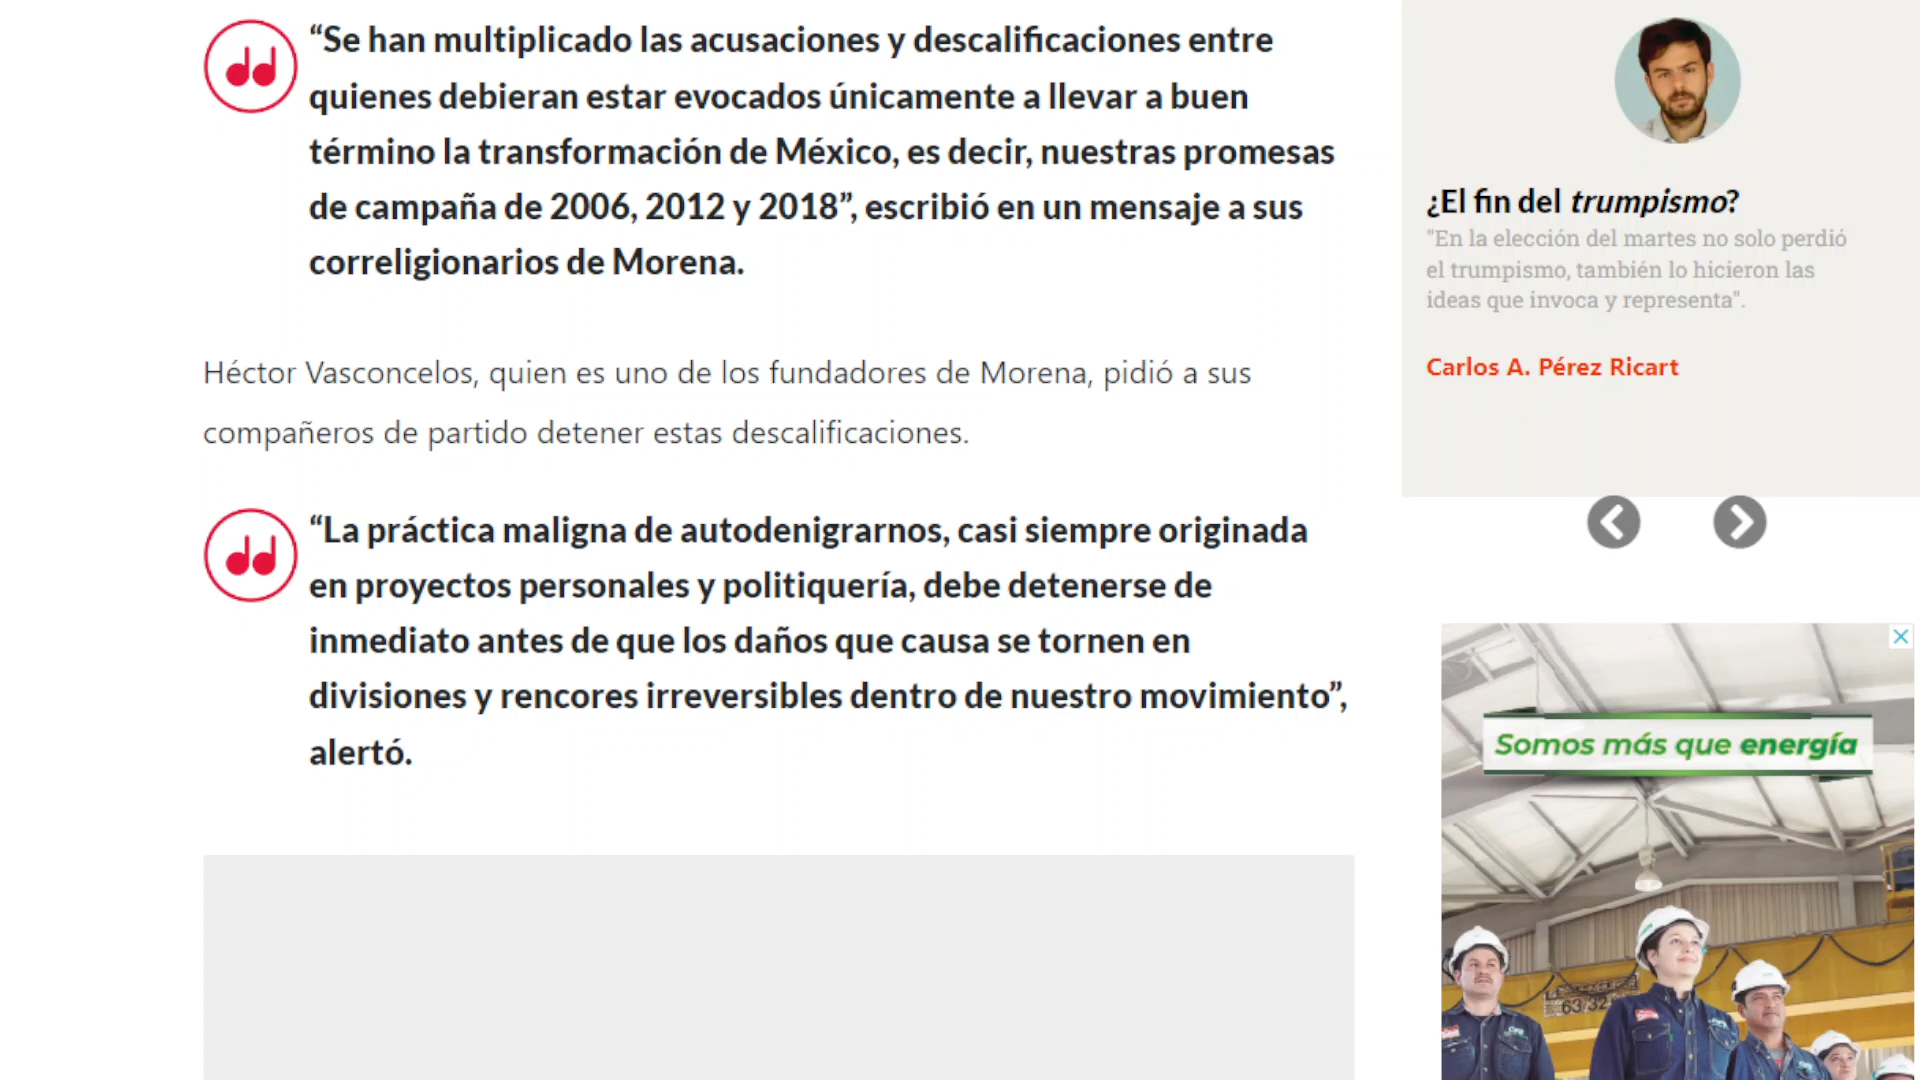 “Se han multiplicado las acusaciones y descalificaciones entre
quienes debieran estar evocados únicamente a llevar a buen
término la transformación de México, es decir, nuestras promesas
de campaña de 2006, 2012 y 2018”, escribió en un mensaje a sus
correligionarios de Morena.
Héctor Vasconcelos, quien es uno de los fundadores de Morena, pidió a sus
compañeros de partido detener estas descalificaciones.
“La práctica maligna de autodenigrarnos, casi siempre originada
en proyectos personales y politiquería, debe detenerse de
inmediato antes de que los daños que causa se tornen en
divisiones y rencores irreversibles dentro de nuestro movimiento”,
alertó.
¿El fin del trumpismo?
"En la elección del martes no solo perdió
el trumpismo, también lo hicieron las
ideas que invoca y representa".
Carlos A. Pérez Ricart
Somos más que energía